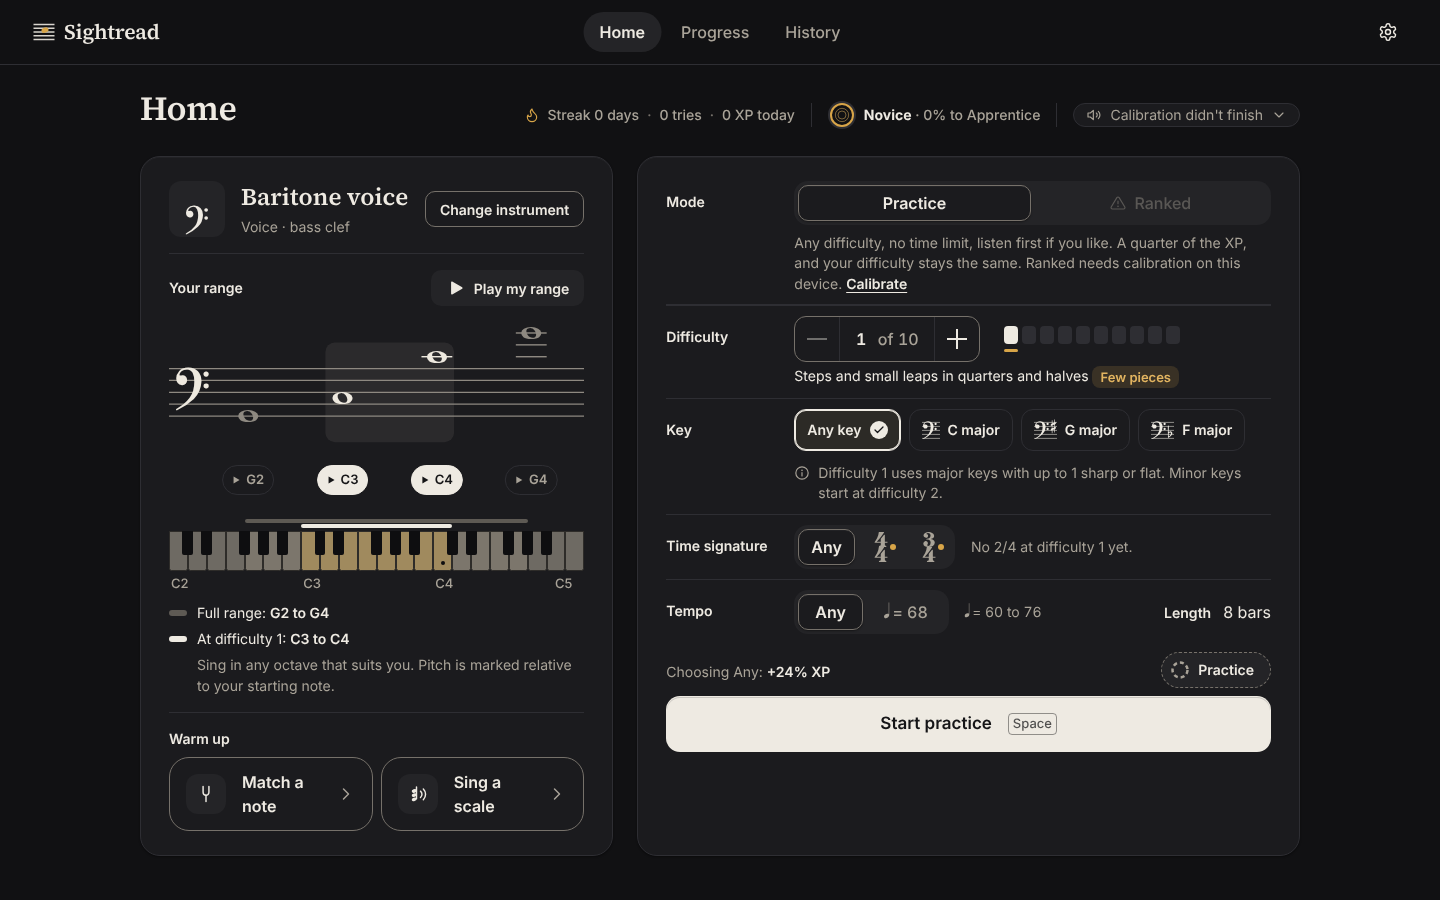 Sightread
Home Progress History
Home
Streak 0 days · 0 tries · 0 XP today
Novice · 0% to Apprentice
Calibration didn't finish
Baritone voice
Voice · bass clef
Change instrument
Your range
Play my range
G2 C3 C4 G4
C2 C3 C4 C5
Full range: G2 to G4
At difficulty 1: C3 to C4
Sing in any octave that suits you. Pitch is marked relative
to your starting note.
Warm up
Match a
note
Sing a
scale
Mode
Practice
Ranked
Any difficulty, no time limit, listen first if you like. A quarter of the XP,
and your difficulty stays the same. Ranked needs calibration on this
device. Calibrate
Difficulty
1 of 10
Steps and small leaps in quarters and halves Few pieces
Key
Any key
C major
G major
F major
Difficulty 1 uses major keys with up to 1 sharp or flat. Minor keys
start at difficulty 2.
Time signature
Any
4
4
3
4
No 2/4 at difficulty 1 yet.
Tempo
Any
= 68
= 60 to 76
Length 8 bars
Choosing Any: +24% XP
Practice
Start practice Space